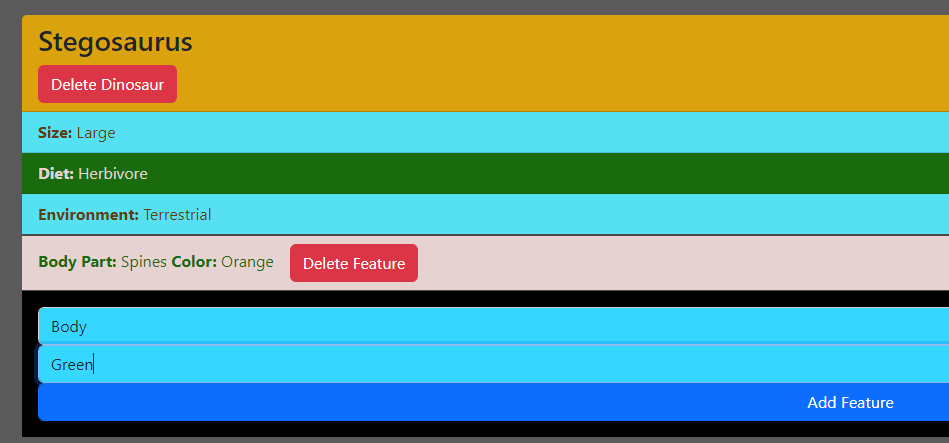 Stegosaurus
Delete Dinosaur
Size: Large
Diet: Herbivore
Environment: Terrestrial
Body Part: Spines Color: Orange Delete Feature
Body
Green
Add Feature